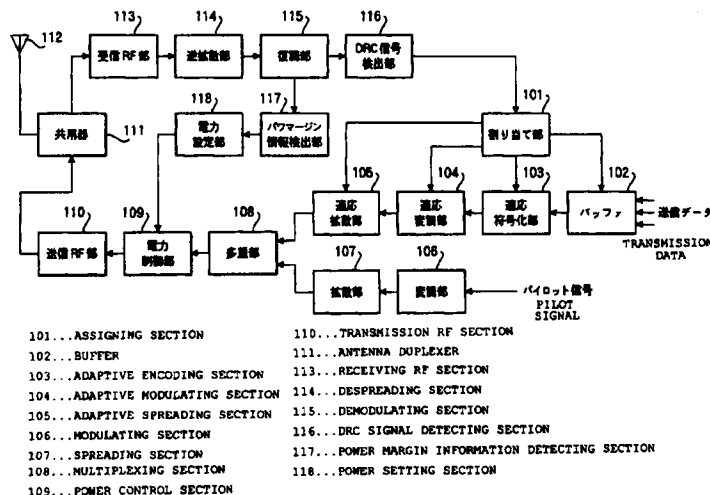 113
114
115
116
112
受信RF部
逆拡散部
復調部
DRC信号
検出部
101
118
117
共用器
111
電力
設定部
パワマージン
情報検出部
割り当て部
105
104
103
102
110
109
108
適応
拡散部
適応
変調部
適応
符号化部
バッファ
送信データ
TRANSMISSION
DATA
送信RF部
電力
制御部
多重部
107
106
拡散部
変調部
パイロット信号
PILOT
SIGNAL
101...ASSIGNING SECTION
102...BUFFER
103...ADAPTIVE ENCODING SECTION
104...ADAPTIVE MODULATING SECTION
105...ADAPTIVE SPREADING SECTION
106...MODULATING SECTION
107...SPREADING SECTION
108...MULTIPLEXING SECTION
109...POWER CONTROL SECTION
110...TRANSMISSION RF SECTION
111...ANTENNA DUPLEXER
113...RECEIVING RF SECTION
114...DESPREADING SECTION
115...DEMODULATING SECTION
116...DRC SIGNAL DETECTING SECTION
117...POWER MARGIN INFORMATION DETECTING SECTION
118...POWER SETTING SECTION